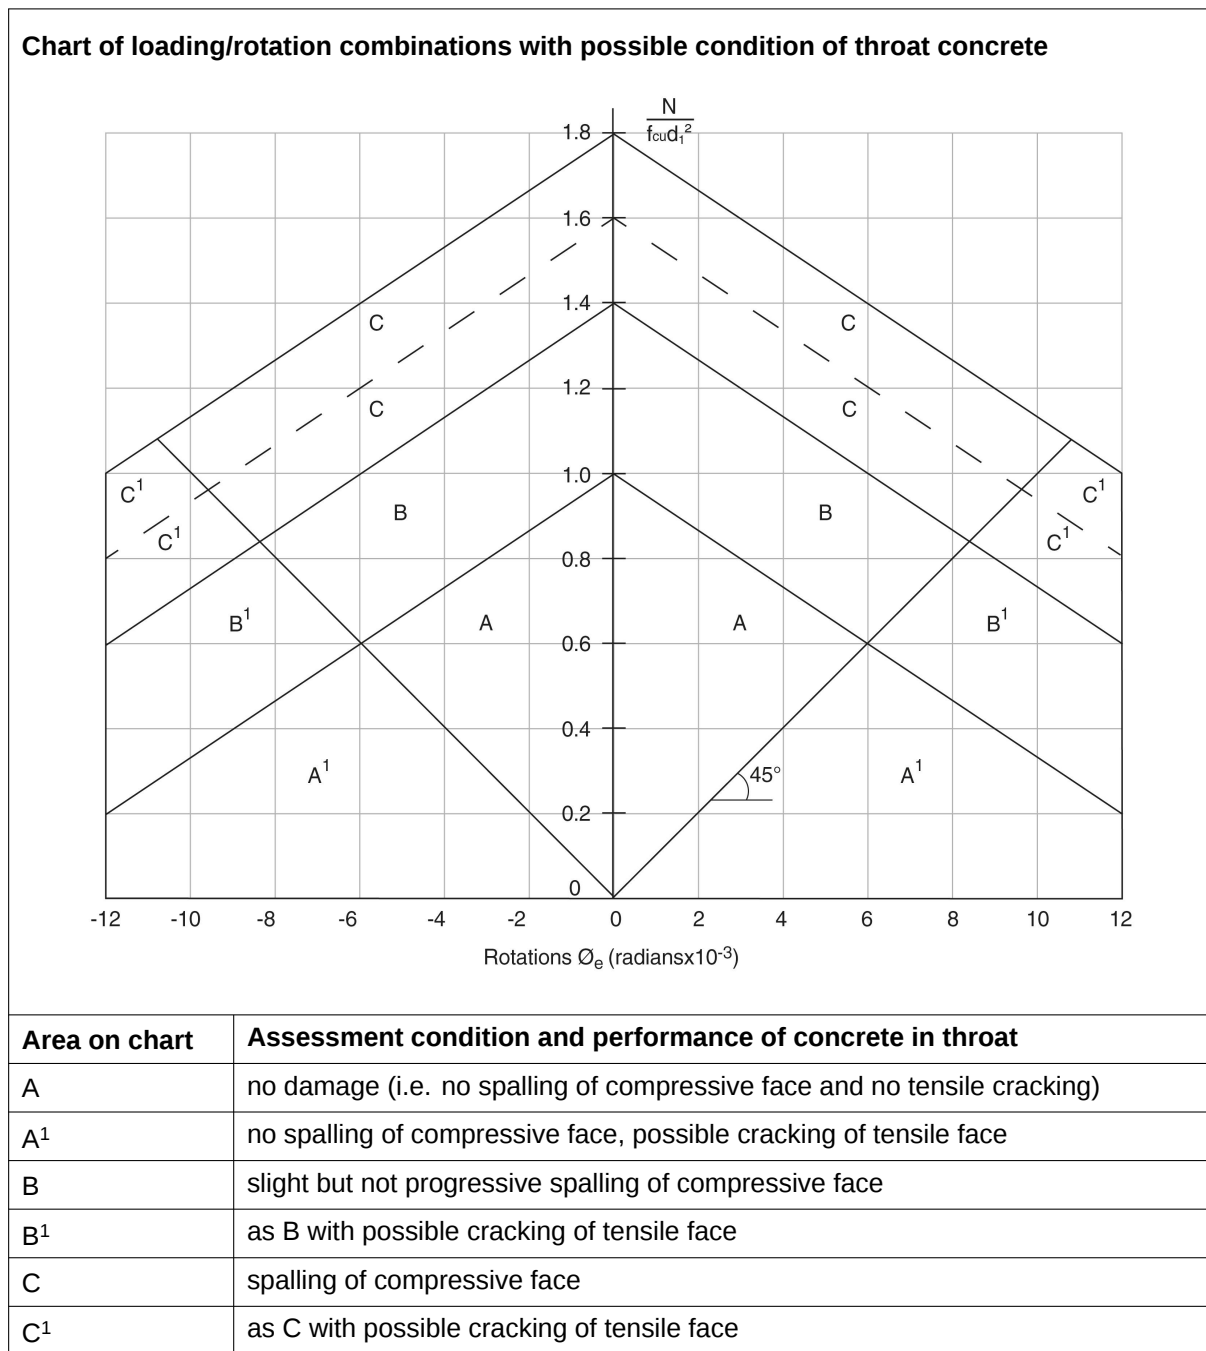 Chart of loading/rotation combinations with possible condition of throat concrete
N
f_cu d_1²
1.8
1.6
1.4
C C
1.2
C C
1.0
C¹ C¹
B B
C¹ C¹
0.8
B¹ A A B¹
0.6
0.4
A¹ 45° A¹
0.2
0
-12 -10 -8 -6 -4 -2 0 2 4 6 8 10 12
Rotations Ø_e (radiansx10⁻³)
Area on chart Assessment condition and performance of concrete in throat
A no damage (i.e. no spalling of compressive face and no tensile cracking)
A¹ no spalling of compressive face, possible cracking of tensile face
B slight but not progressive spalling of compressive face
B¹ as B with possible cracking of tensile face
C spalling of compressive face
C¹ as C with possible cracking of tensile face